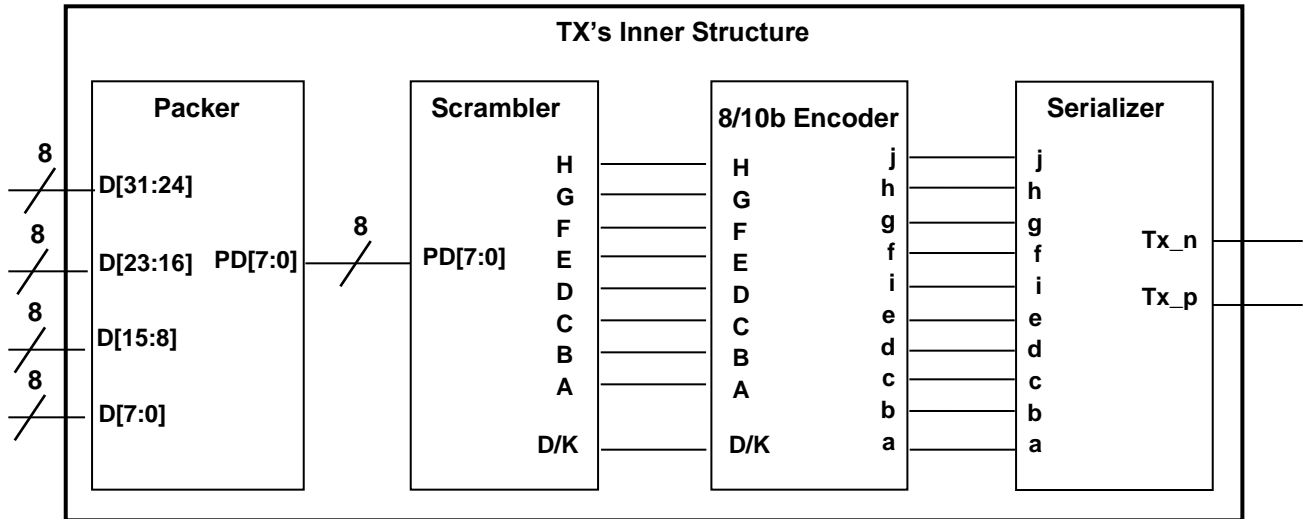 TX's Inner Structure
Packer
8
D[31:24]
8
D[23:16]
PD[7:0]
8
D[15:8]
8
D[7:0]
8
Scrambler
PD[7:0]
H
G
F
E
D
C
B
A
D/K
8/10b Encoder
H
G
F
E
D
C
B
A
D/K
j
h
g
f
i
e
d
c
b
a
Serializer
j
h
g
f
i
e
d
c
b
a
Tx_n
Tx_p